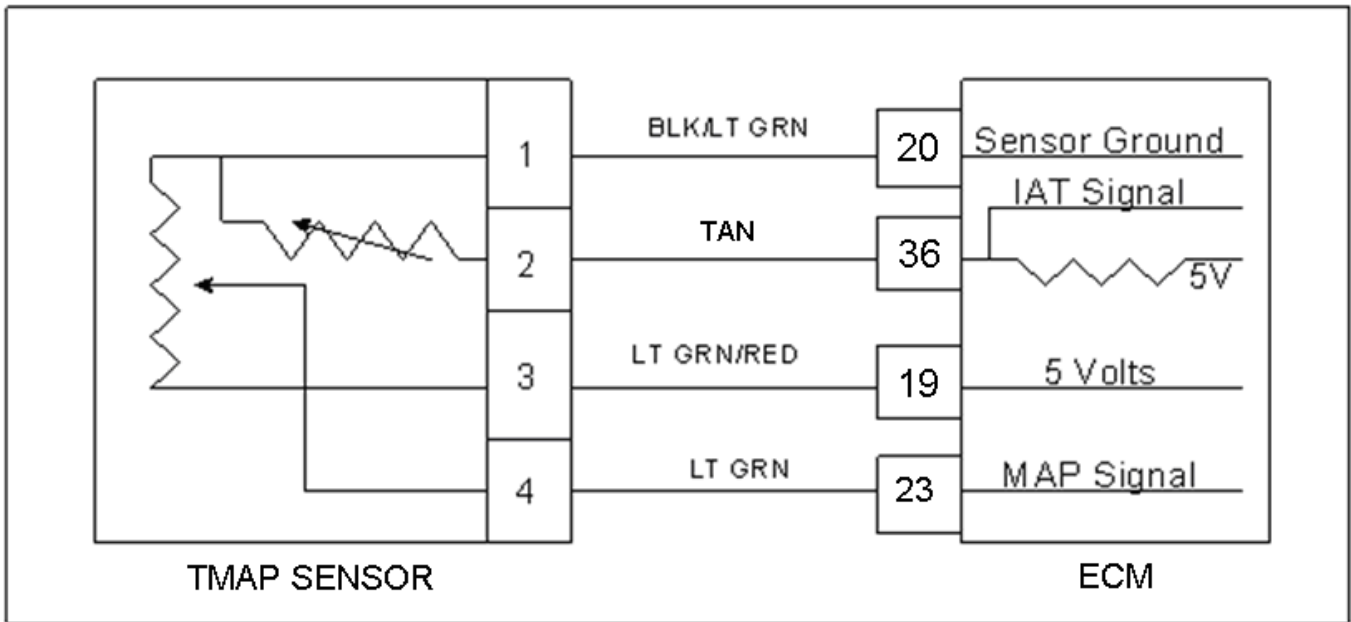 BLK/LT GRN
1
20
Sensor Ground
IAT Signal
TAN
2
36
5V
LT GRN/RED
3
19
5 Volts
LT GRN
4
23
MAP Signal
TMAP SENSOR
ECM